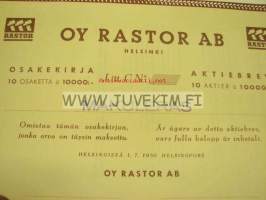 RASTOR
OY RASTOR AB
RASTOR
HELSINKI
OSAKEKIRJA
AKTIEBREV
10 OSAKETTA à 10000:-
10 AKTIER à 10000
WWW.JUVEKIM.FI
Omistaa tämän osakekirjan,
jonka arvo on täysin maksettu.
Är ägare av detta aktiebrev,
vars fulla belopp är inbetalt.
HELSINGISSÄ 1.7.1950 HELSINGFORS
OY RASTOR AB